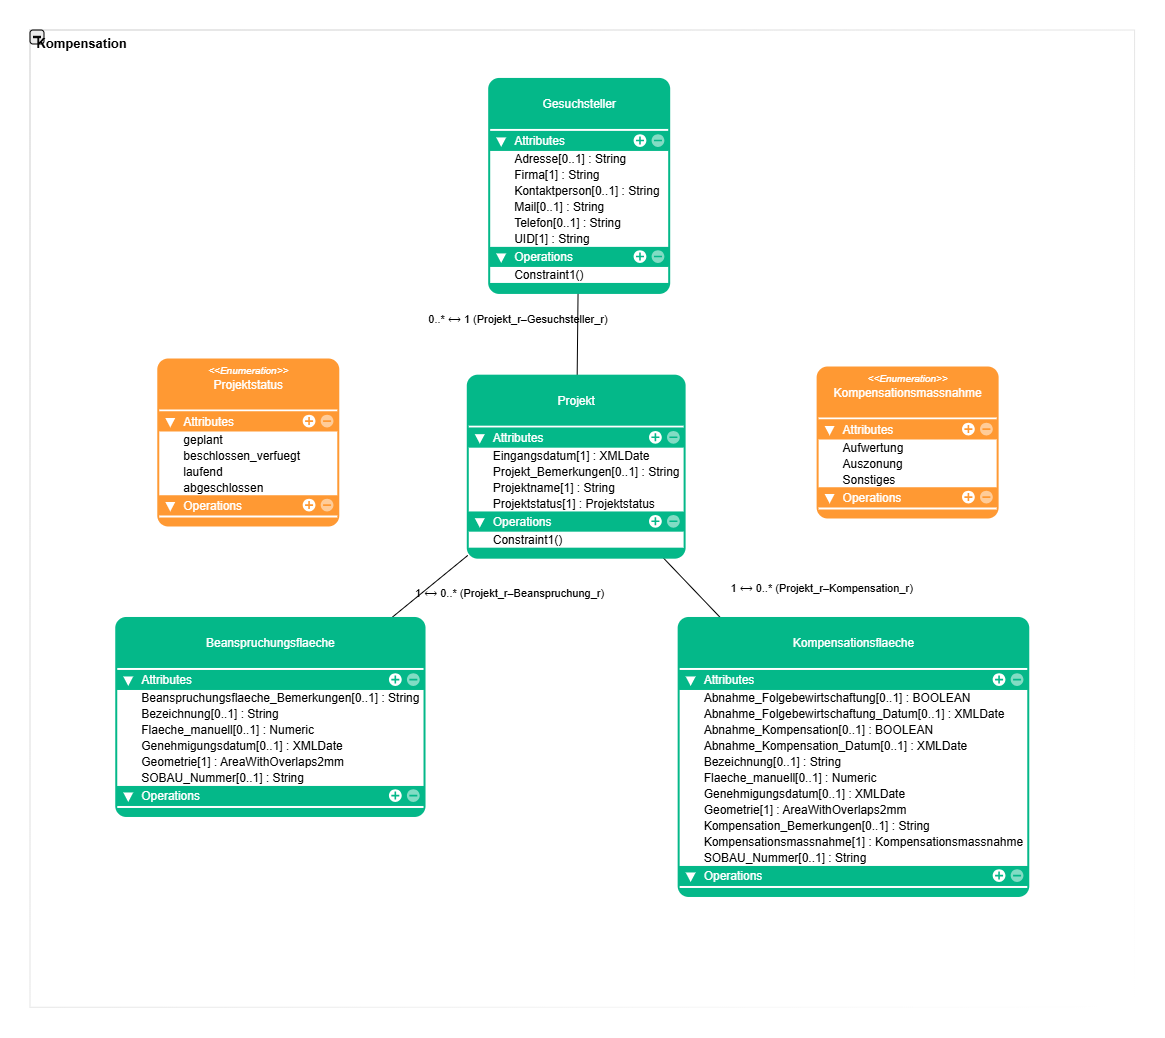 Kompensation
Gesuchsteller
Attributes
Adresse[0..1] : String
Firma[1] : String
Kontaktperson[0..1] : String
Mail[0..1] : String
Telefon[0..1] : String
UID[1] : String
Operations
Constraint1()
0..* ↔ 1 (Projekt_r–Gesuchsteller_r)
<<Enumeration>>
Projektstatus
Attributes
geplant
beschlossen_verfuegt
laufend
abgeschlossen
Operations
Projekt
Attributes
Eingangsdatum[1] : XMLDate
Projekt_Bemerkungen[0..1] : String
Projektname[1] : String
Projektstatus[1] : Projektstatus
Operations
Constraint1()
<<Enumeration>>
Kompensationsmassnahme
Attributes
Aufwertung
Auszonung
Sonstiges
Operations
1 ↔ 0..* (Projekt_r–Beanspruchung_r)
1 ↔ 0..* (Projekt_r–Kompensation_r)
Beanspruchungsflaeche
Attributes
Beanspruchungsflaeche_Bemerkungen[0..1] : String
Bezeichnung[0..1] : String
Flaeche_manuell[0..1] : Numeric
Genehmigungsdatum[0..1] : XMLDate
Geometrie[1] : AreaWithOverlaps2mm
SOBAU_Nummer[0..1] : String
Operations
Kompensationsflaeche
Attributes
Abnahme_Folgebewirtschaftung[0..1] : BOOLEAN
Abnahme_Folgebewirtschaftung_Datum[0..1] : XMLDate
Abnahme_Kompensation[0..1] : BOOLEAN
Abnahme_Kompensation_Datum[0..1] : XMLDate
Bezeichnung[0..1] : String
Flaeche_manuell[0..1] : Numeric
Genehmigungsdatum[0..1] : XMLDate
Geometrie[1] : AreaWithOverlaps2mm
Kompensation_Bemerkungen[0..1] : String
Kompensationsmassnahme[1] : Kompensationsmassnahme
SOBAU_Nummer[0..1] : String
Operations